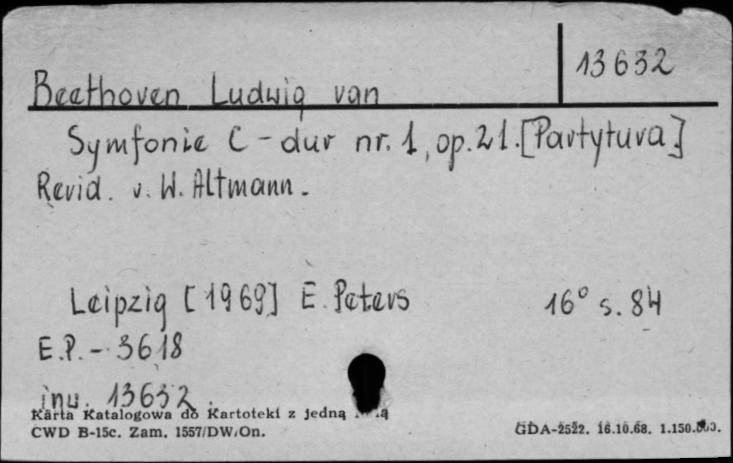 13632
Beethoven Ludwig van
Symfonie C-dur nr. 1, op. 21. [Partytura]
Revid. v. W. Altmann.
Leipzig [1969] E. Peters 16° s. 84
E.P. - 3618
inw. 13632.
Karta Katalogowa do Kartoteki z jedną
CWD B-15c. Zam. 1557/DW/On. GDA-2522. 16.10.68. 1.150.